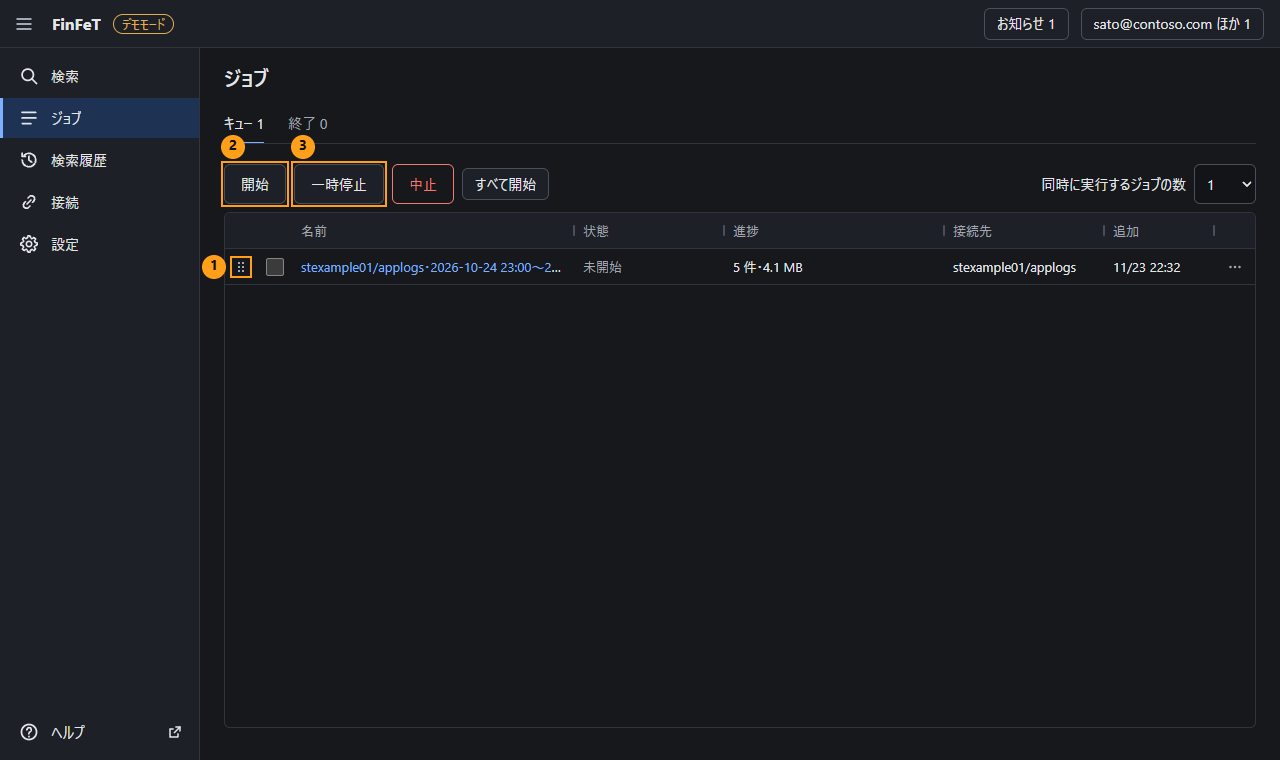 FinFeT
デモモード
お知らせ 1
sato@contoso.com ほか 1
検索
ジョブ
検索履歴
接続
設定
ヘルプ
ジョブ
キュー 1
終了 0
2
3
開始
一時停止
中止
すべて開始
同時に実行するジョブの数
1
名前
状態
進捗
接続先
追加
1
stexample01/applogs・2026-10-24 23:00～2...
未開始
5 件・4.1 MB
stexample01/applogs
11/23 22:32